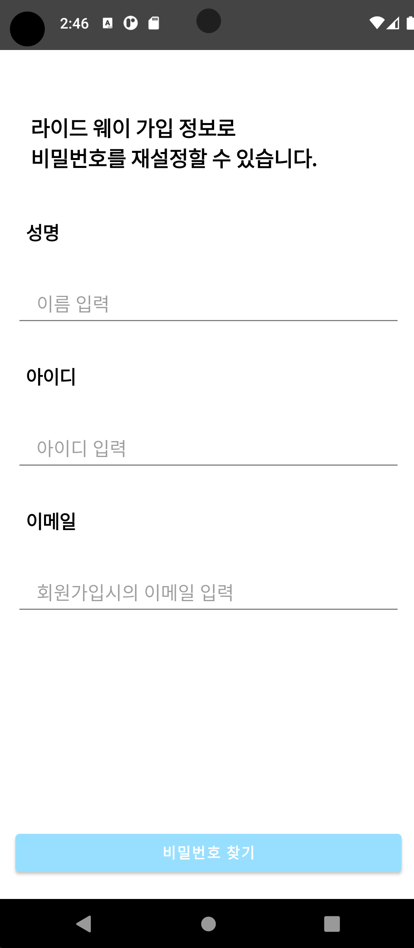 2:46
라이드 웨이 가입 정보로
비밀번호를 재설정할 수 있습니다.
성명
이름 입력
아이디
아이디 입력
이메일
회원가입시의 이메일 입력
비밀번호 찾기